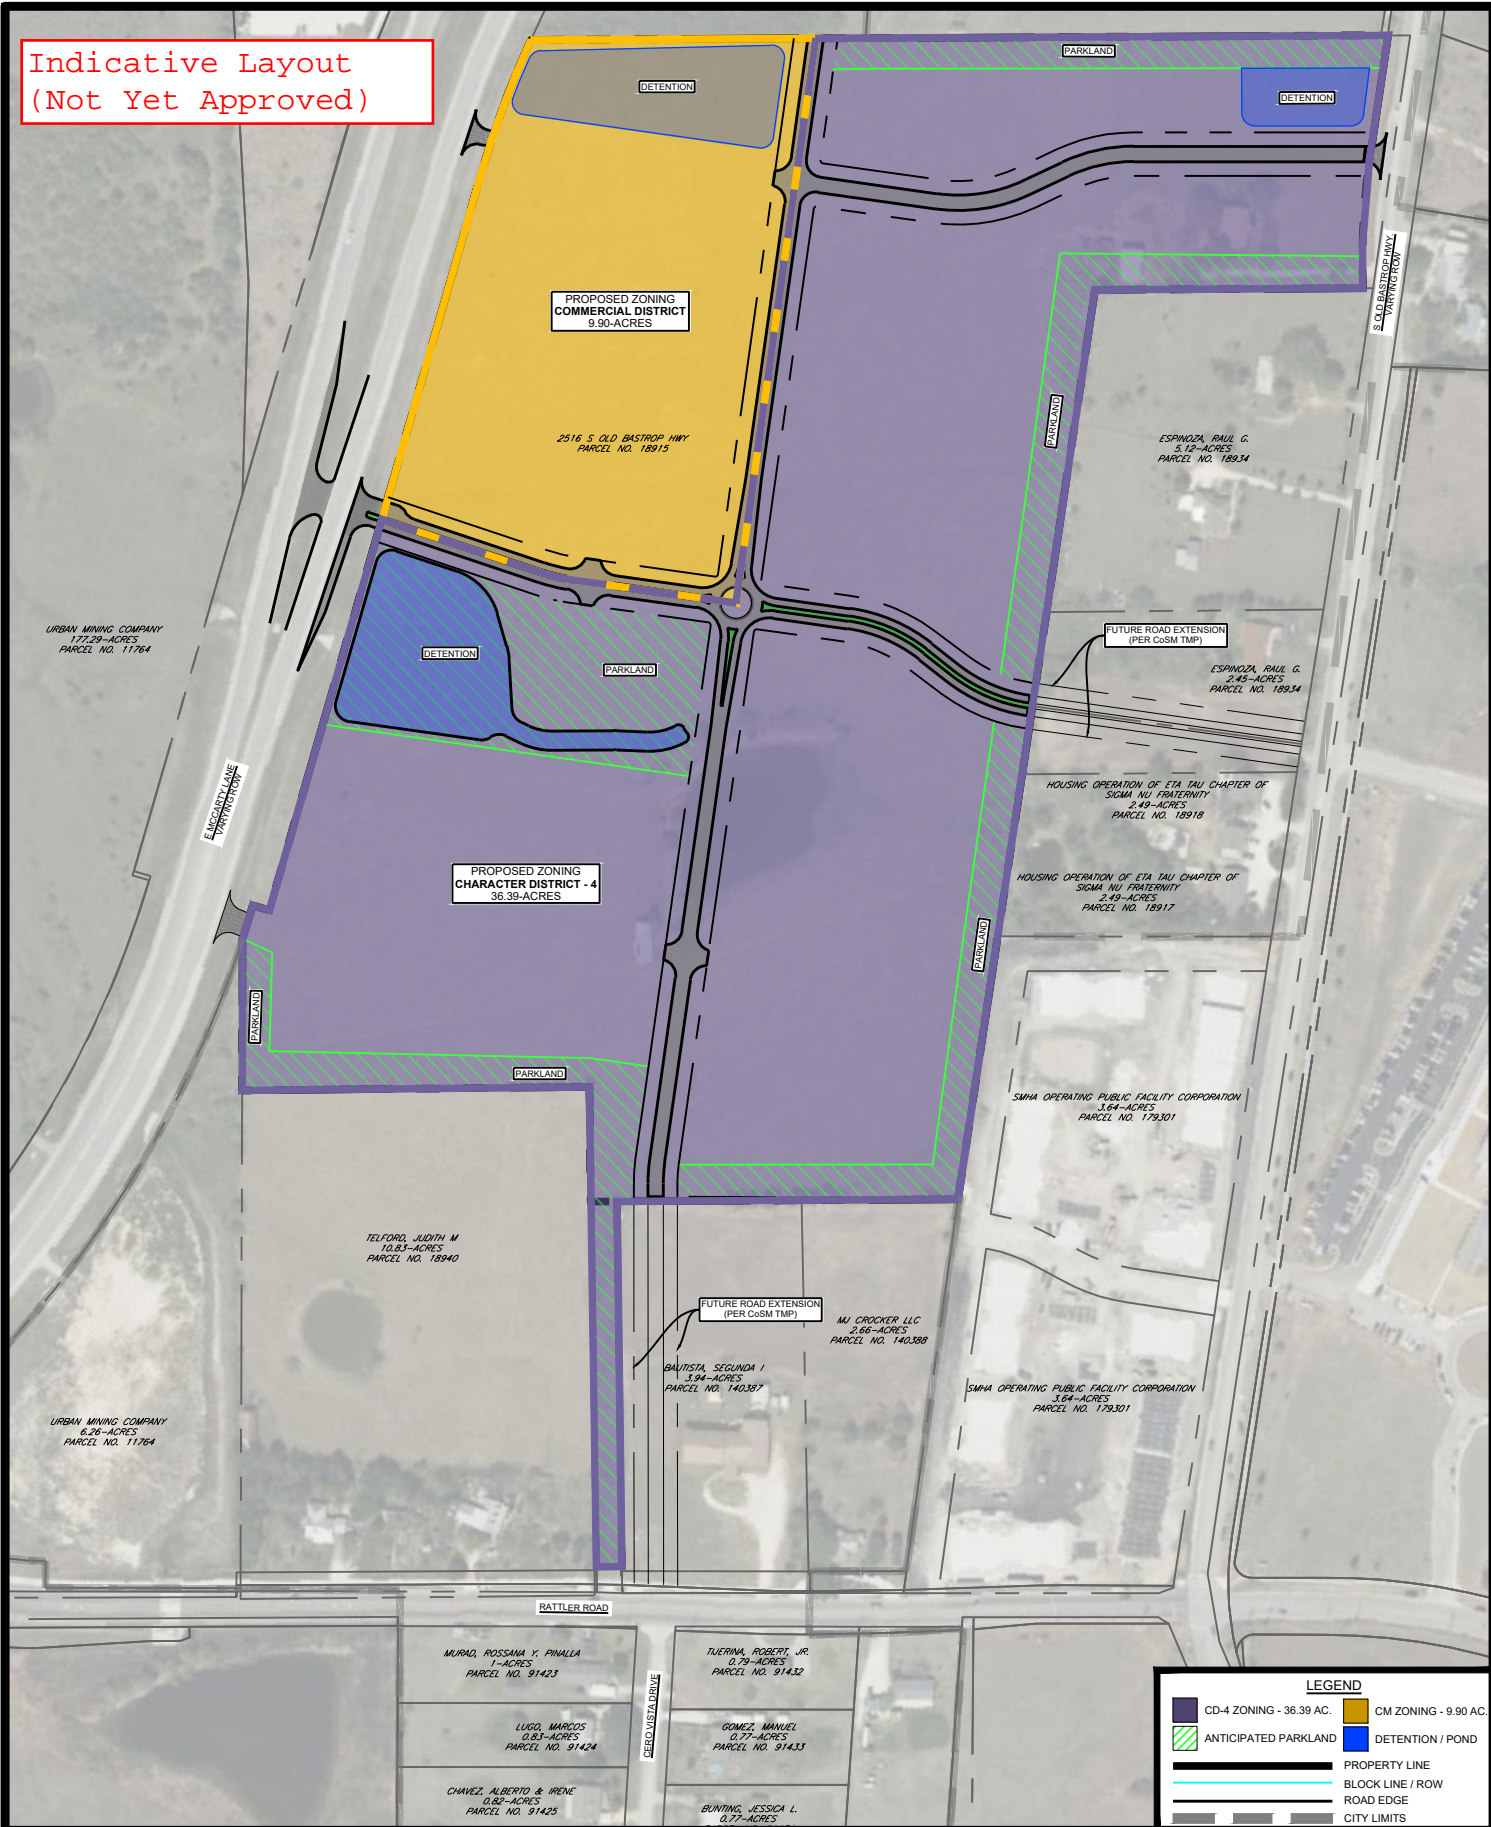 Indicative Layout
(Not Yet Approved)
PARKLAND
DETENTION
DETENTION
PROPOSED ZONING
COMMERCIAL DISTRICT
9.90-ACRES
2516 S OLD BASTROP HWY
PARCEL NO. 18915
S OLD BASTROP HWY
VARYING ROW
PARKLAND
ESPINOZA, RAUL G.
5.12-ACRES
PARCEL NO. 18934
URBAN MINING COMPANY
177.29-ACRES
PARCEL NO. 11764
DETENTION
PARKLAND
FUTURE ROAD EXTENSION
(PER CoSM TMP)
ESPINOZA, RAUL G.
2.45-ACRES
PARCEL NO. 18934
E MCCARTY LANE
VARYING ROW
HOUSING OPERATION OF ETA TAU CHAPTER OF
SIGMA NU FRATERNITY
2.49-ACRES
PARCEL NO. 18918
PROPOSED ZONING
CHARACTER DISTRICT - 4
36.39-ACRES
HOUSING OPERATION OF ETA TAU CHAPTER OF
SIGMA NU FRATERNITY
2.49-ACRES
PARCEL NO. 18917
PARKLAND
PARKLAND
PARKLAND
SMHA OPERATING PUBLIC FACILITY CORPORATION
3.64-ACRES
PARCEL NO. 179301
TELFORD, JUDITH M
10.83-ACRES
PARCEL NO. 18940
FUTURE ROAD EXTENSION
(PER CoSM TMP)
MJ CROCKER LLC
2.66-ACRES
PARCEL NO. 140388
BAUTISTA, SEGUNDA I
3.94-ACRES
PARCEL NO. 140387
SMHA OPERATING PUBLIC FACILITY CORPORATION
3.64-ACRES
PARCEL NO. 179301
URBAN MINING COMPANY
6.26-ACRES
PARCEL NO. 11764
RATTLER ROAD
MURAD, ROSSANA Y. PINALLA
1-ACRES
PARCEL NO. 91423
TIJERINA, ROBERT, JR.
0.79-ACRES
PARCEL NO. 91432
CERO VISTA DRIVE
LUGO, MARCOS
0.83-ACRES
PARCEL NO. 91424
GOMEZ, MANUEL
0.77-ACRES
PARCEL NO. 91433
CHAVEZ, ALBERTO & IRENE
0.82-ACRES
PARCEL NO. 91425
BUNTING, JESSICA L.
0.77-ACRES
LEGEND
CD-4 ZONING - 36.39 AC.
CM ZONING - 9.90 AC.
ANTICIPATED PARKLAND
DETENTION / POND
PROPERTY LINE
BLOCK LINE / ROW
ROAD EDGE
CITY LIMITS